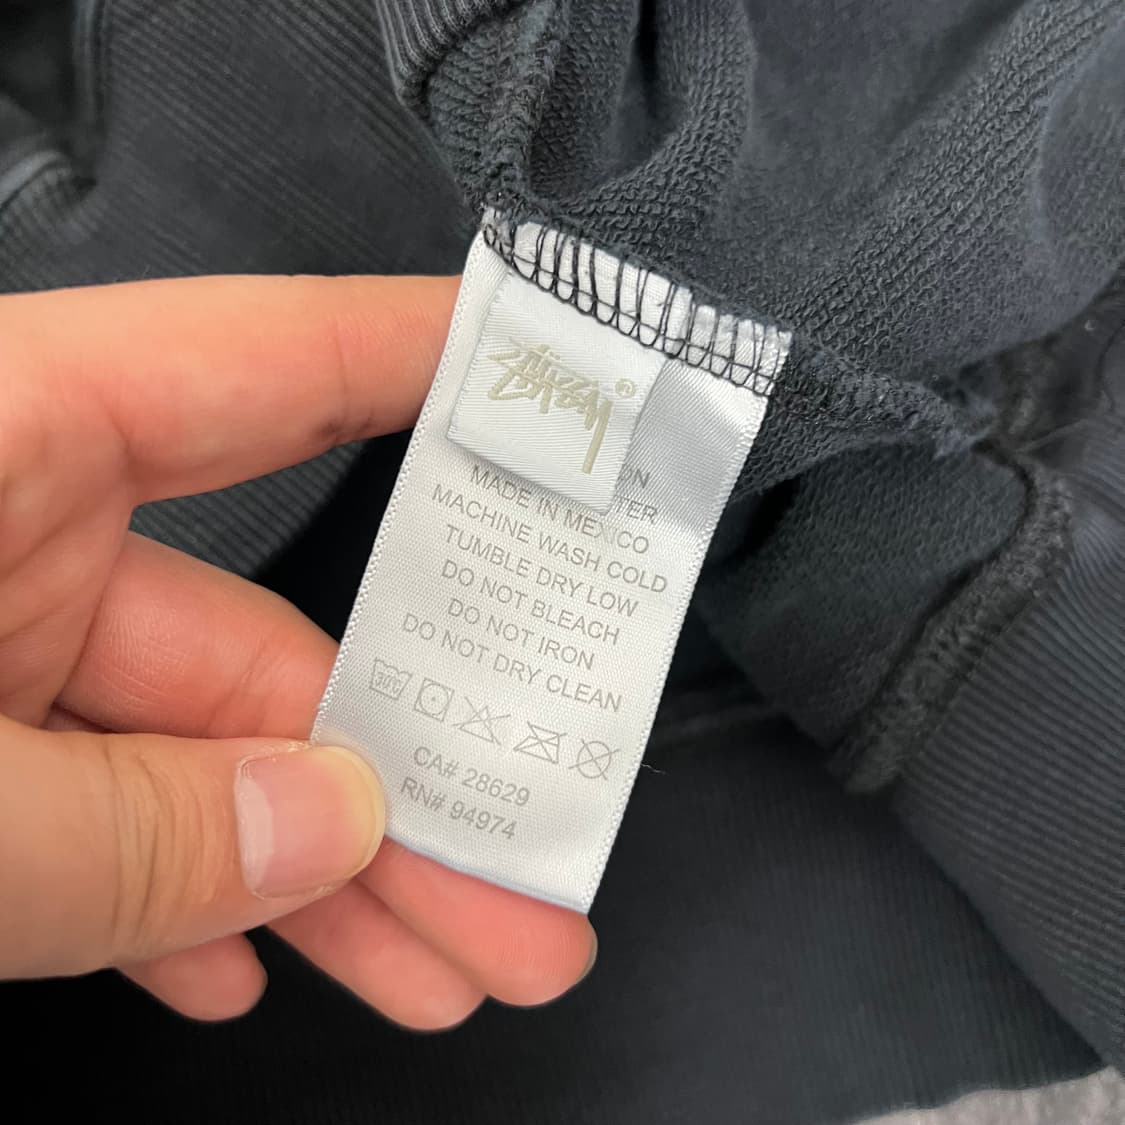 Stüssy ®
MADE IN MEXICO
MACHINE WASH COLD
TUMBLE DRY LOW
DO NOT BLEACH
DO NOT IRON
DO NOT DRY CLEAN
30°
CA# 28629
RN# 94974